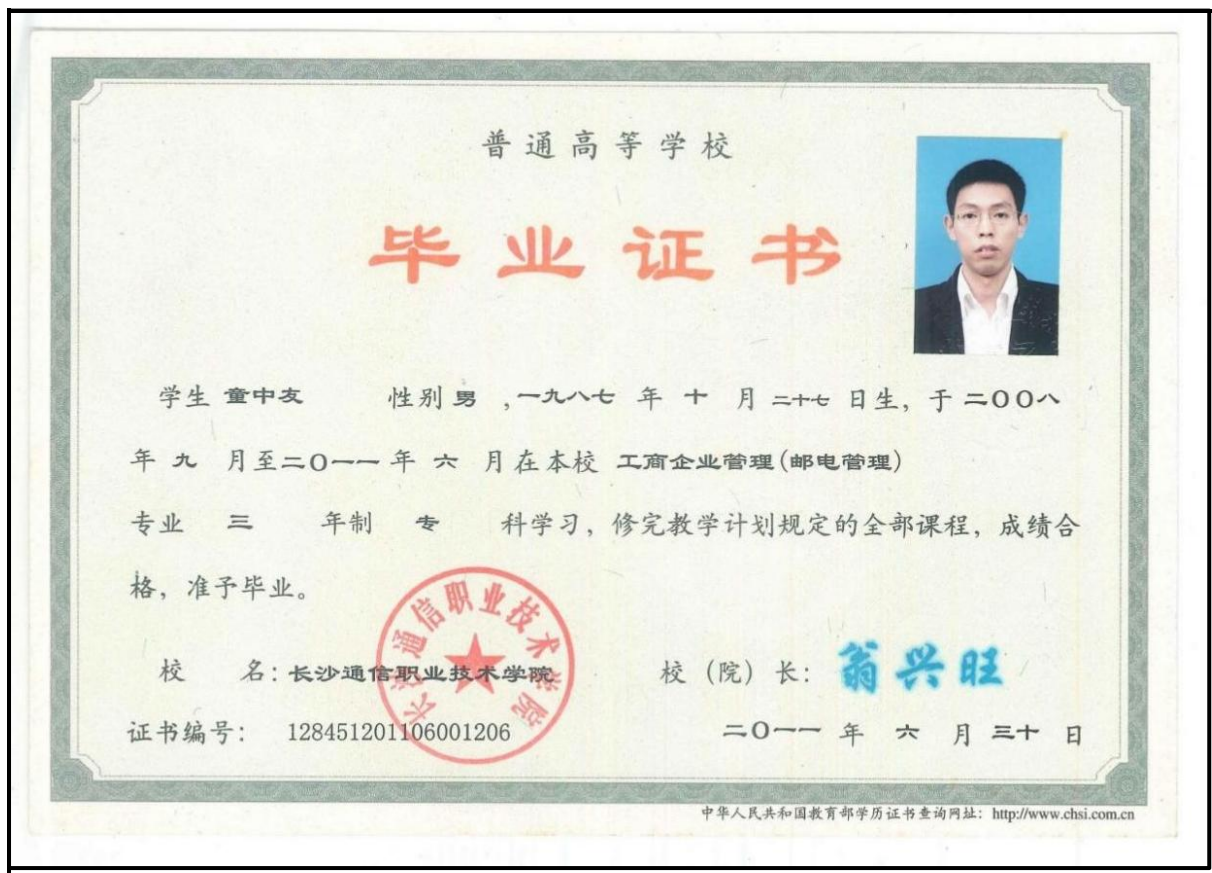 普通高等学校
毕业证书
学生 童中友 性别 男 ,一九八七 年 十 月 二十七 日生, 于 二00八
年 九 月至 二0一一 年 六 月在本校 工商企业管理(邮电管理)
专业 三 年制 专 科学习, 修完教学计划规定的全部课程, 成绩合
格, 准予毕业。
长沙通信职业技术学院
校 名: 长沙通信职业技术学院 校 (院) 长: 翁兴旺
证书编号: 128451201106001206 二0一一 年 六 月 三十 日
中华人民共和国教育部学历证书查询网址: http://www.chsi.com.cn